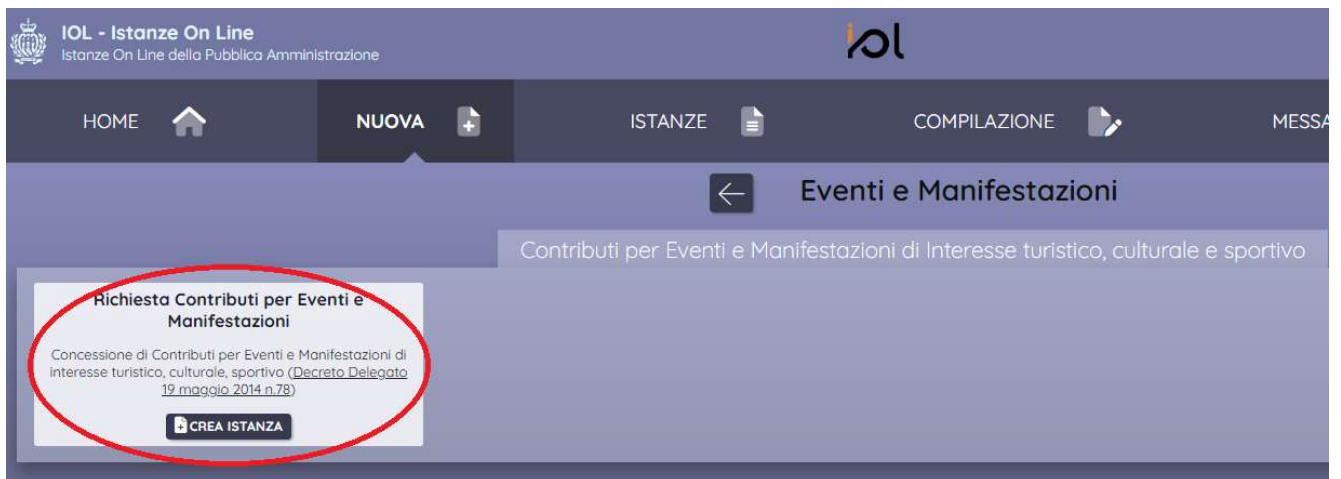 IOL - Istanze On Line
Istanze On Line della Pubblica Amministrazione
iol
HOME
NUOVA
ISTANZE
COMPILAZIONE
MESSA
Eventi e Manifestazioni
Contributi per Eventi e Manifestazioni di Interesse turistico, culturale e sportivo
Richiesta Contributi per Eventi e
Manifestazioni
Concessione di Contributi per Eventi e Manifestazioni di
interesse turistico, culturale, sportivo (Decreto Delegato
19 maggio 2014 n.78)
CREA ISTANZA